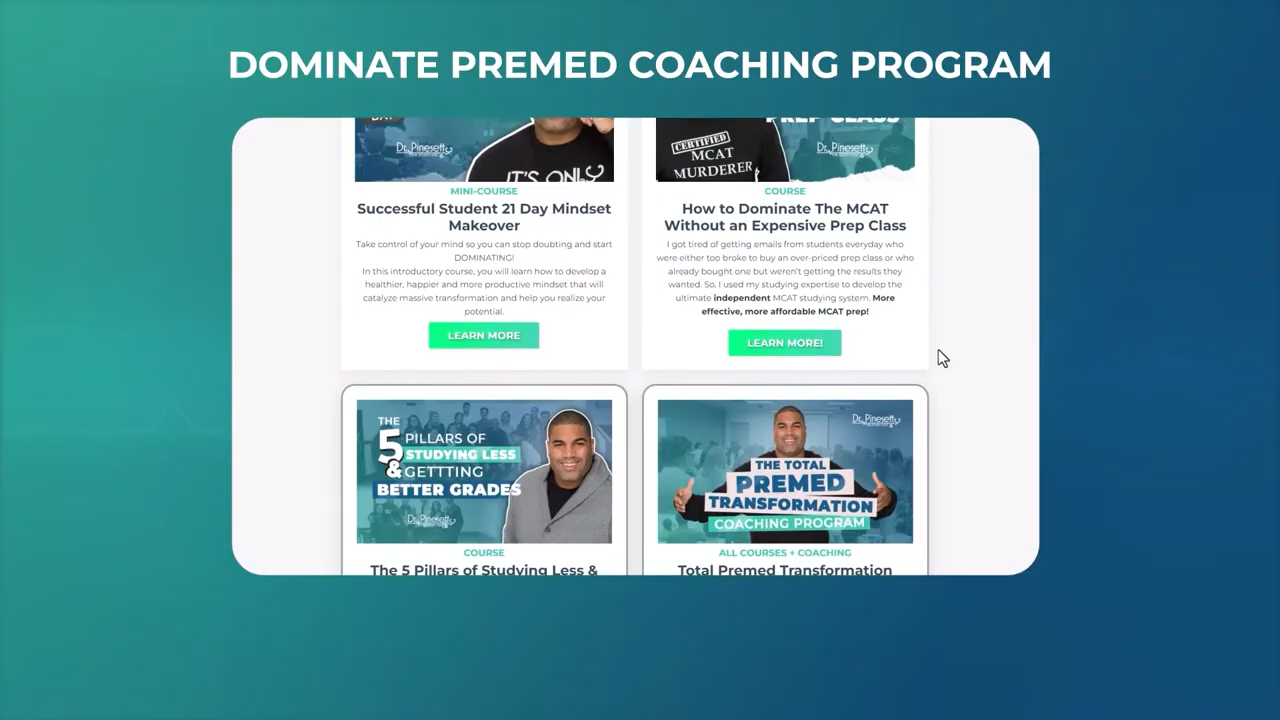 DOMINATE PREMED COACHING PROGRAM
Dr. Pinesett
IT'S ONLY
MINI-COURSE
Successful Student 21 Day Mindset
Makeover
Take control of your mind so you can stop doubting and start
DOMINATING!
In this introductory course, you will learn how to develop a
healthier, happier and more productive mindset that will
catalyze massive transformation and help you realize your
potential.
LEARN MORE
PREP CLASS
CERTIFIED
MCAT
MURDERER
Dr. Pinesett
COURSE
How to Dominate The MCAT
Without an Expensive Prep Class
I got tired of getting emails from students everyday who
were either too broke to buy an over-priced prep class or who
already bought one but weren't getting the results they
wanted. So, I used my studying expertise to develop the
ultimate independent MCAT studying system. More
effective, more affordable MCAT prep!
LEARN MORE!
THE
5 PILLARS OF
STUDYING LESS
& GETTTING
BETTER GRADES
Dr. Pinesett
COURSE
The 5 Pillars of Studying Less &
Dr. Pinesett
THE TOTAL
PREMED
TRANSFORMATION
COACHING PROGRAM
ALL COURSES + COACHING
Total Premed Transformation